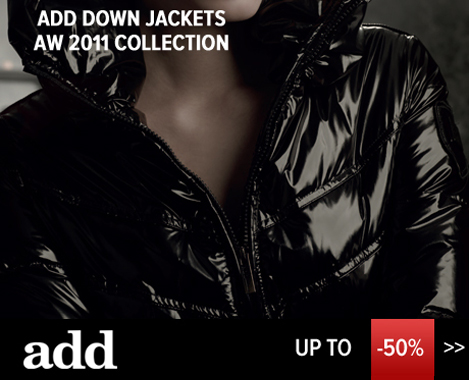 ADD DOWN JACKETS
AW 2011 COLLECTION
add
UP TO -50% >>